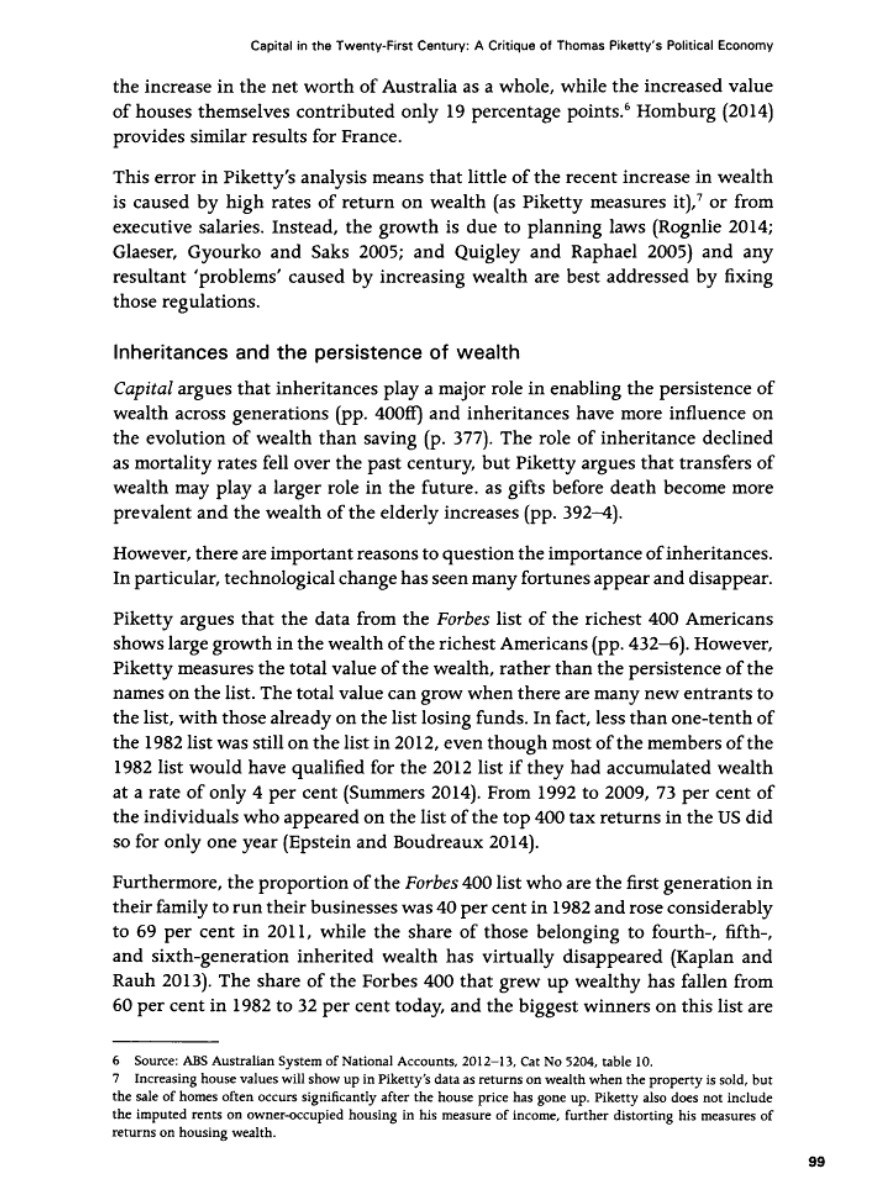 Capital in the Twenty-First Century: A Critique of Thomas Piketty's Political Economy
the increase in the net worth of Australia as a whole, while the increased value
of houses themselves contributed only 19 percentage points.⁶ Homburg (2014)
provides similar results for France.
This error in Piketty's analysis means that little of the recent increase in wealth
is caused by high rates of return on wealth (as Piketty measures it),⁷ or from
executive salaries. Instead, the growth is due to planning laws (Rognlie 2014;
Glaeser, Gyourko and Saks 2005; and Quigley and Raphael 2005) and any
resultant 'problems' caused by increasing wealth are best addressed by fixing
those regulations.
Inheritances and the persistence of wealth
Capital argues that inheritances play a major role in enabling the persistence of
wealth across generations (pp. 400ff) and inheritances have more influence on
the evolution of wealth than saving (p. 377). The role of inheritance declined
as mortality rates fell over the past century, but Piketty argues that transfers of
wealth may play a larger role in the future. as gifts before death become more
prevalent and the wealth of the elderly increases (pp. 392–4).
However, there are important reasons to question the importance of inheritances.
In particular, technological change has seen many fortunes appear and disappear.
Piketty argues that the data from the Forbes list of the richest 400 Americans
shows large growth in the wealth of the richest Americans (pp. 432–6). However,
Piketty measures the total value of the wealth, rather than the persistence of the
names on the list. The total value can grow when there are many new entrants to
the list, with those already on the list losing funds. In fact, less than one-tenth of
the 1982 list was still on the list in 2012, even though most of the members of the
1982 list would have qualified for the 2012 list if they had accumulated wealth
at a rate of only 4 per cent (Summers 2014). From 1992 to 2009, 73 per cent of
the individuals who appeared on the list of the top 400 tax returns in the US did
so for only one year (Epstein and Boudreaux 2014).
Furthermore, the proportion of the Forbes 400 list who are the first generation in
their family to run their businesses was 40 per cent in 1982 and rose considerably
to 69 per cent in 2011, while the share of those belonging to fourth-, fifth-,
and sixth-generation inherited wealth has virtually disappeared (Kaplan and
Rauh 2013). The share of the Forbes 400 that grew up wealthy has fallen from
60 per cent in 1982 to 32 per cent today, and the biggest winners on this list are
6 Source: ABS Australian System of National Accounts, 2012–13, Cat No 5204, table 10.
7 Increasing house values will show up in Piketty's data as returns on wealth when the property is sold, but
the sale of homes often occurs significantly after the house price has gone up. Piketty also does not include
the imputed rents on owner-occupied housing in his measure of income, further distorting his measures of
returns on housing wealth.
99